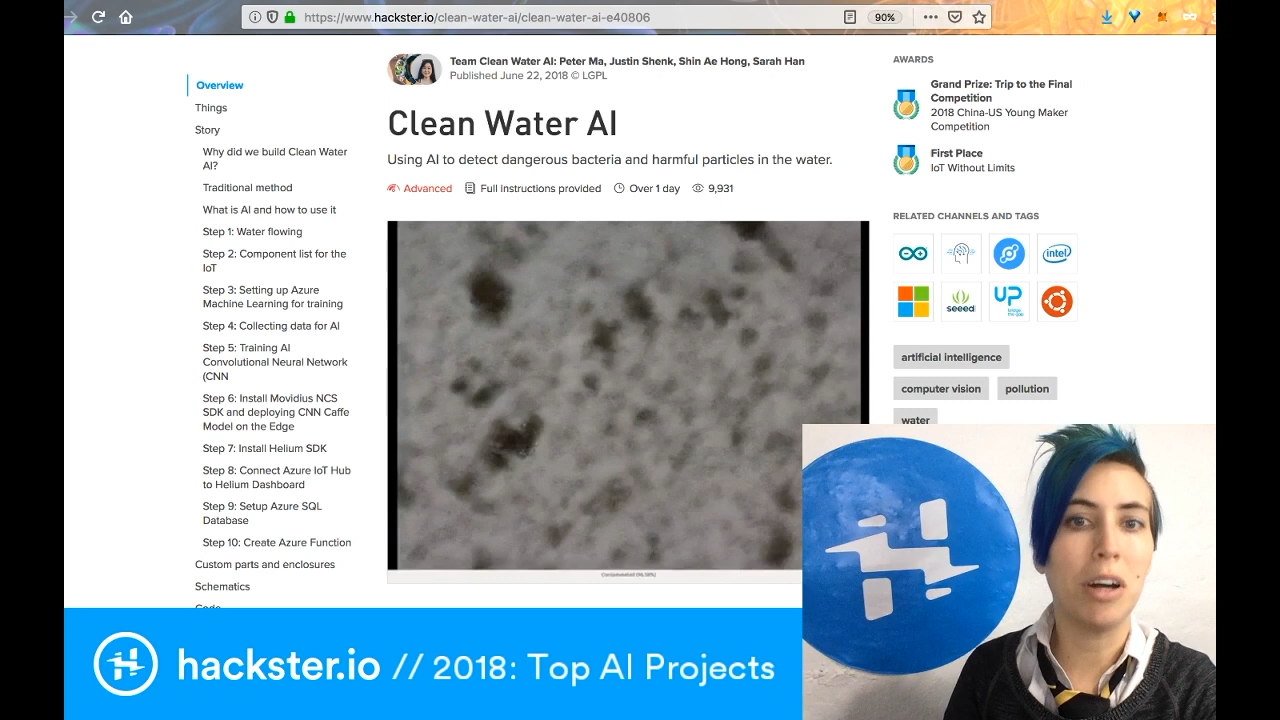 https://www.hackster.io/clean-water-ai/clean-water-ai-e40806
90%
Overview
Things
Story
Why did we build Clean Water
AI?
Traditional method
What is AI and how to use it
Step 1: Water flowing
Step 2: Component list for the
IoT
Step 3: Setting up Azure
Machine Learning for training
Step 4: Collecting data for AI
Step 5: Training AI
Convolutional Neural Network
(CNN
Step 6: Install Movidius NCS
SDK and deploying CNN Caffe
Model on the Edge
Step 7: Install Helium SDK
Step 8: Connect Azure IoT Hub
to Helium Dashboard
Step 9: Setup Azure SQL
Database
Step 10: Create Azure Function
Custom parts and enclosures
Schematics
Code
Team Clean Water AI: Peter Ma, Justin Shenk, Shin Ae Hong, Sarah Han
Published June 22, 2018 © LGPL
Clean Water AI
Using AI to detect dangerous bacteria and harmful particles in the water.
Advanced
Full instructions provided
Over 1 day
9,931
AWARDS
Grand Prize: Trip to the Final
Competition
2018 China-US Young Maker
Competition
First Place
IoT Without Limits
RELATED CHANNELS AND TAGS
intel
seeed
UP
artificial intelligence
computer vision
pollution
water
hackster.io // 2018: Top AI Projects